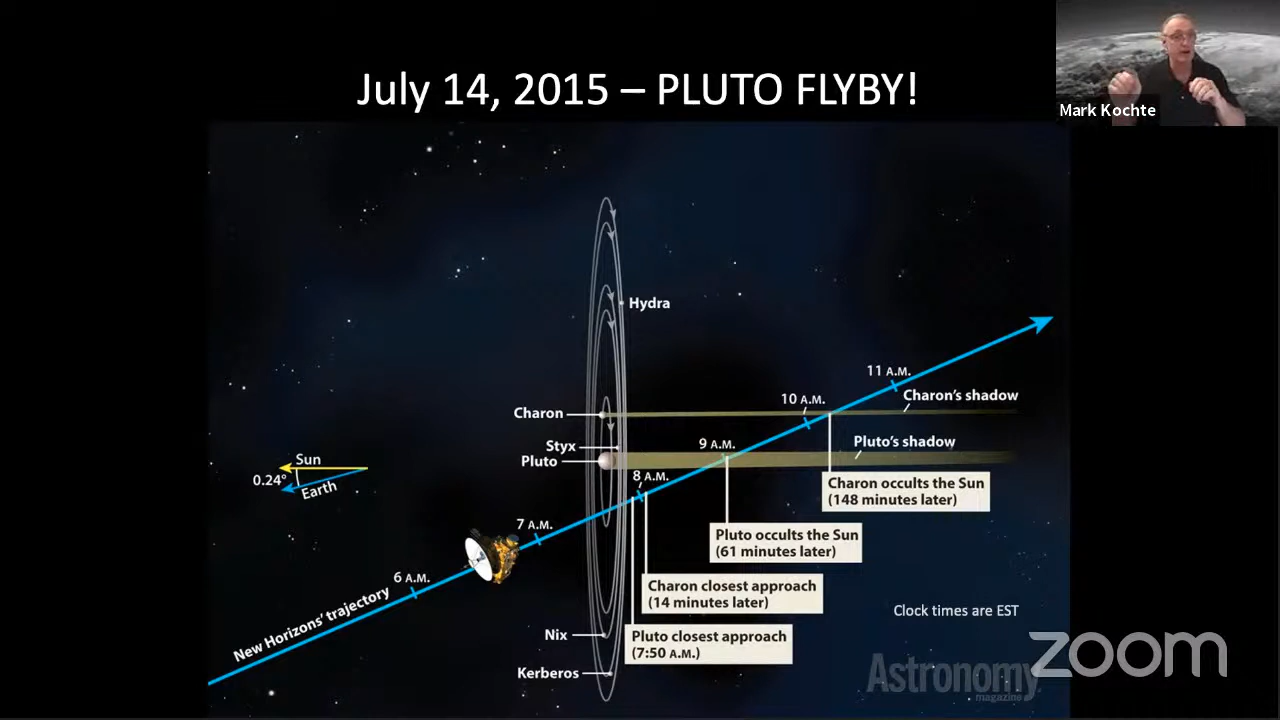 July 14, 2015 – PLUTO FLYBY!
Mark Kochte
Hydra
11 A.M.
Charon's shadow
10 A.M.
Charon
Pluto's shadow
9 A.M.
Styx
Pluto
Sun
0.24°
Earth
8 A.M.
Charon occults the Sun
(148 minutes later)
7 A.M.
Pluto occults the Sun
(61 minutes later)
6 A.M.
Charon closest approach
(14 minutes later)
Clock times are EST
New Horizons' trajectory
Nix
Pluto closest approach
(7:50 A.M.)
Kerberos
Astronomy
magazine
zoom